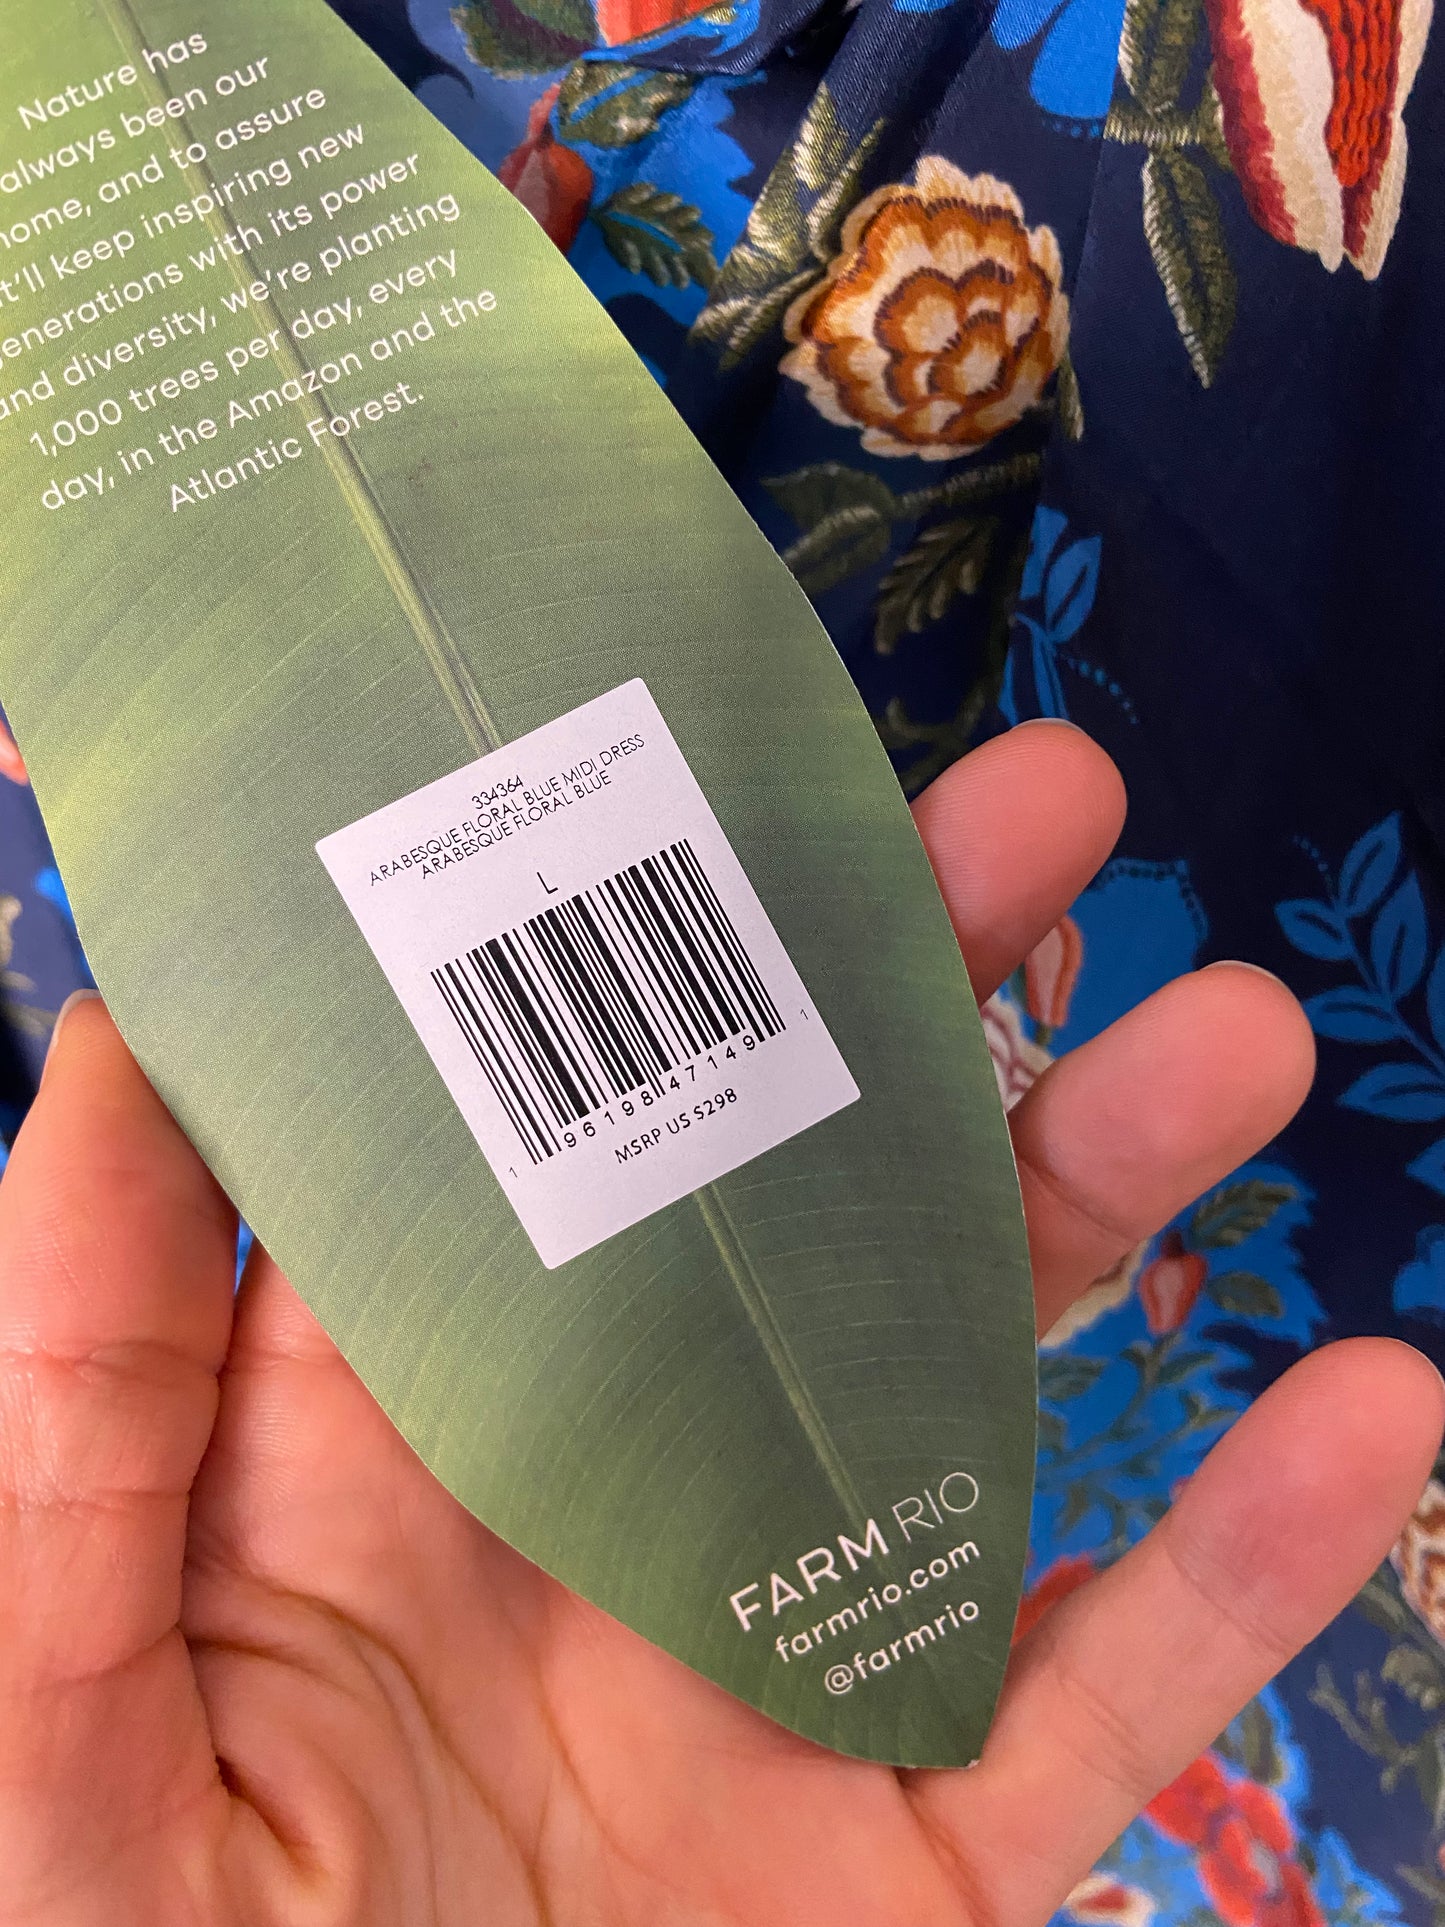 Nature has
always been our
home, and to assure
it'll keep inspiring new
generations with its power
and diversity, we're planting
1,000 trees per day, every
day, in the Amazon and the
Atlantic Forest.
334364
ARABESQUE FLORAL BLUE MIDI DRESS
ARABESQUE FLORAL BLUE
L
1 96198 47149 1
MSRP US $298
FARM RIO
farmrio.com
@farmrio